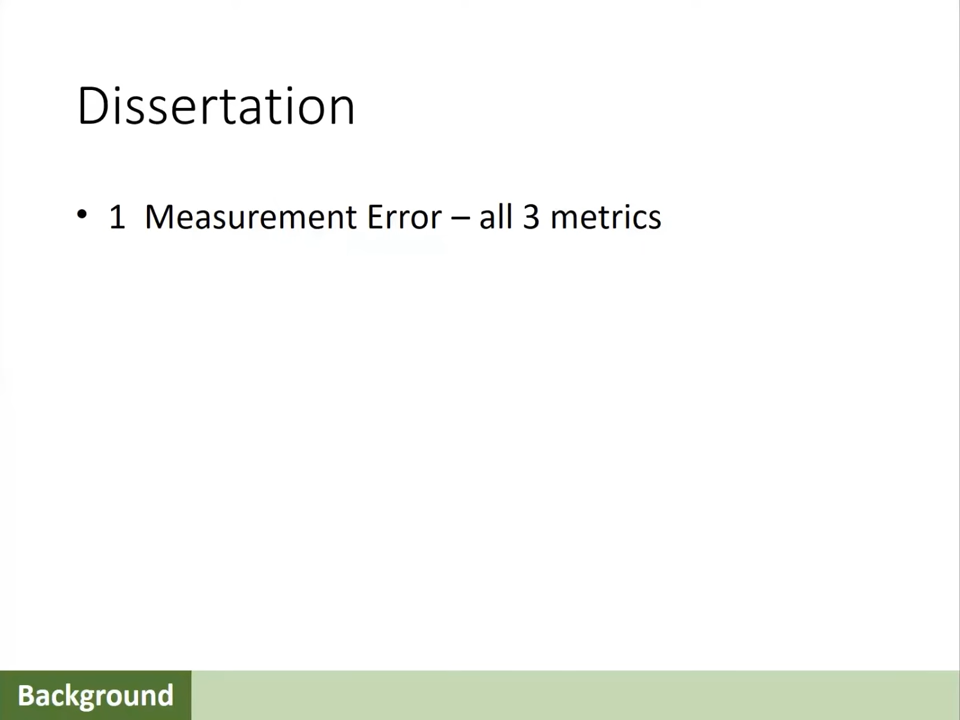 Dissertation
• 1 Measurement Error – all 3 metrics
Background